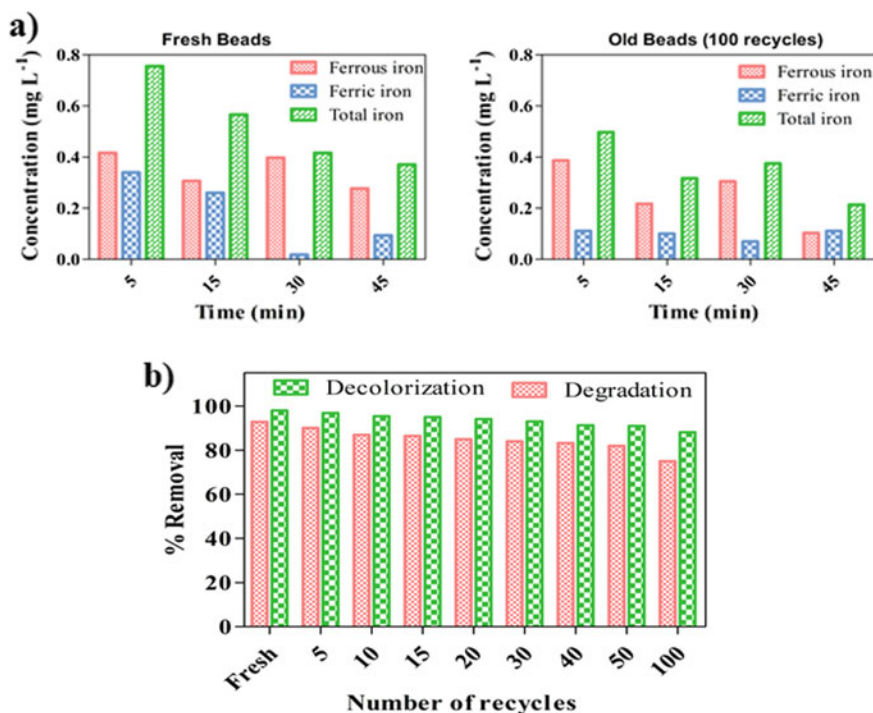 a)
Fresh Beads
Concentration (mg L-1)
0.8
0.6
0.4
0.2
0.0
Ferrous iron
Ferric iron
Total iron
5
15
30
45
Time (min)
Old Beads (100 recycles)
Concentration (mg L-1)
0.8
0.6
0.4
0.2
0.0
Ferrous iron
Ferric iron
Total iron
5
15
30
45
Time (min)
b)
Decolorization
Degradation
% Removal
100
80
60
40
20
0
Fresh
5
10
15
20
30
40
50
100
Number of recycles